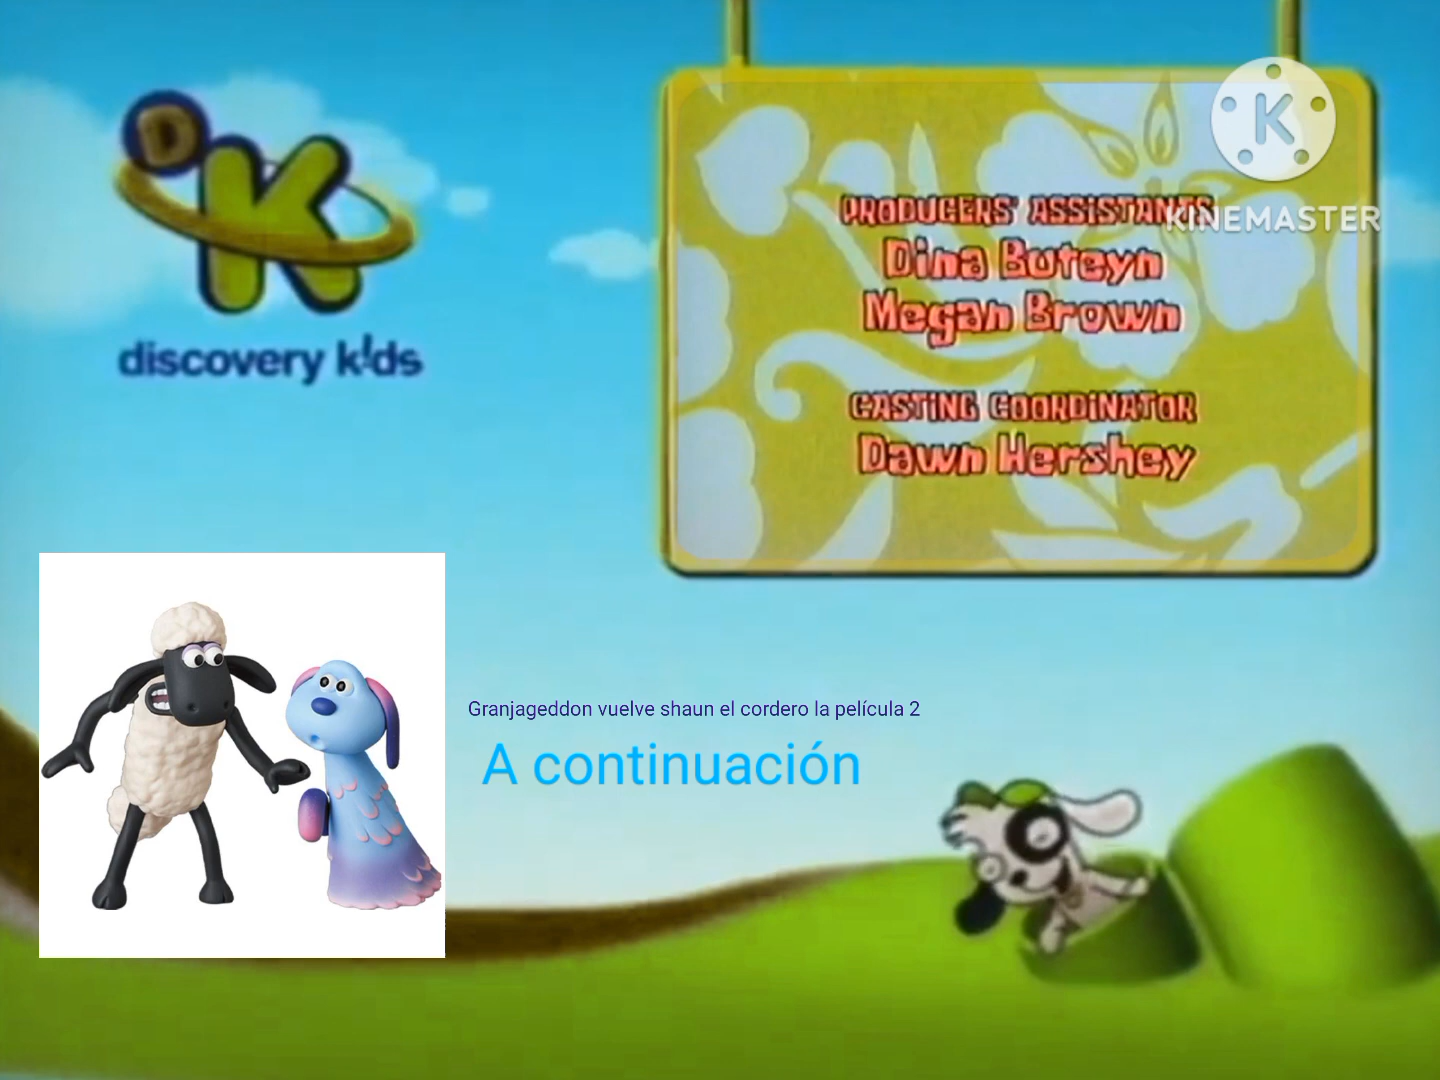 D
K
discovery k!ds
PRODUCERS' ASSISTANTS
Dina Buteyn
Megan Brown
CASTING COORDINATOR
Dawn Hershey
K
KINEMASTER
Granjageddon vuelve shaun el cordero la película 2
A continuación